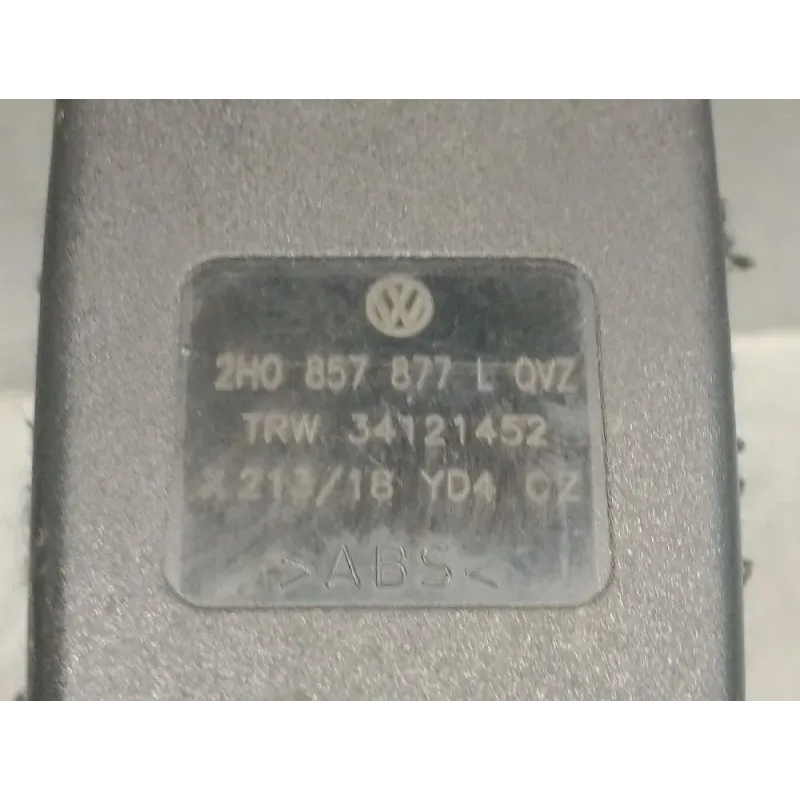 2H0 857 877 L QVZ
TRW 34121452
X 213/18 YD4 CZ
>ABS<